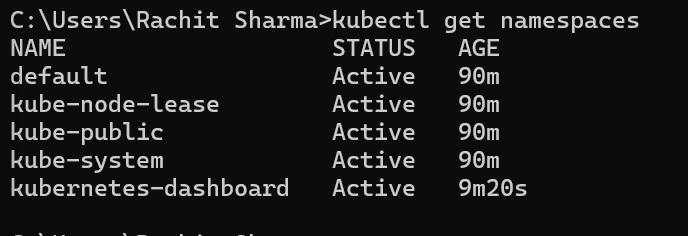 C:\Users\Rachit Sharma>kubectl get namespaces
NAME STATUS AGE
default Active 90m
kube-node-lease Active 90m
kube-public Active 90m
kube-system Active 90m
kubernetes-dashboard Active 9m20s